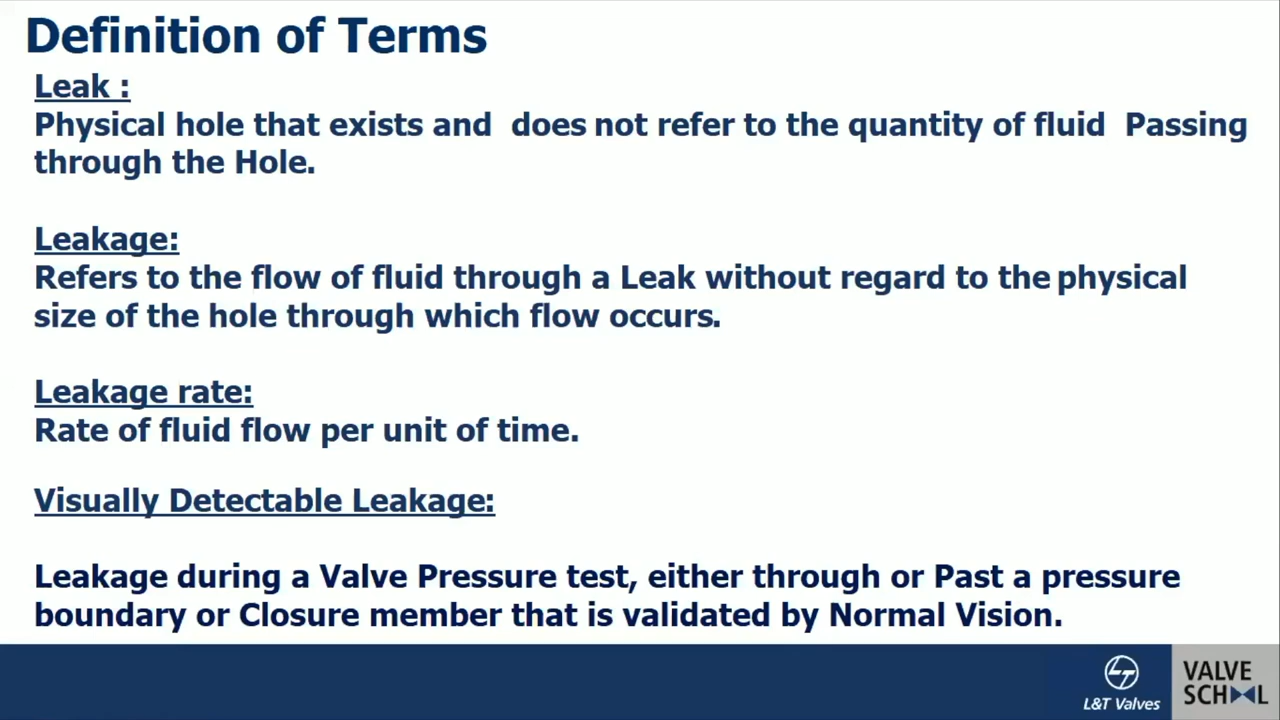 Definition of Terms
Leak :
Physical hole that exists and does not refer to the quantity of fluid Passing
through the Hole.
Leakage:
Refers to the flow of fluid through a Leak without regard to the physical
size of the hole through which flow occurs.
Leakage rate:
Rate of fluid flow per unit of time.
Visually Detectable Leakage:
Leakage during a Valve Pressure test, either through or Past a pressure
boundary or Closure member that is validated by Normal Vision.
L&T Valves
VALVE
SCHOOL